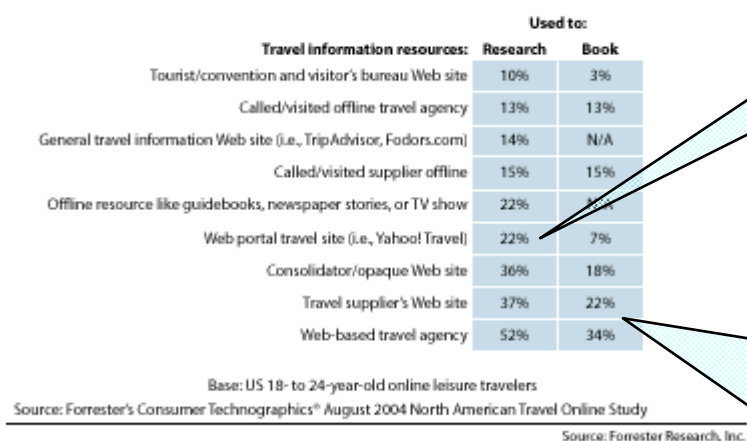 Used to:
Travel information resources: Research Book
Tourist/convention and visitor's bureau Web site 10% 3%
Called/visited offline travel agency 13% 13%
General travel information Web site (i.e., TripAdvisor, Fodors.com) 14% N/A
Called/visited supplier offline 15% 15%
Offline resource like guidebooks, newspaper stories, or TV show 22% N/A
Web portal travel site (i.e., Yahoo! Travel) 22% 7%
Consolidator/opaque Web site 36% 18%
Travel supplier's Web site 37% 22%
Web-based travel agency 52% 34%
Base: US 18- to 24-year-old online leisure travelers
Source: Forrester's Consumer Technographics® August 2004 North American Travel Online Study
Source: Forrester Research, Inc.